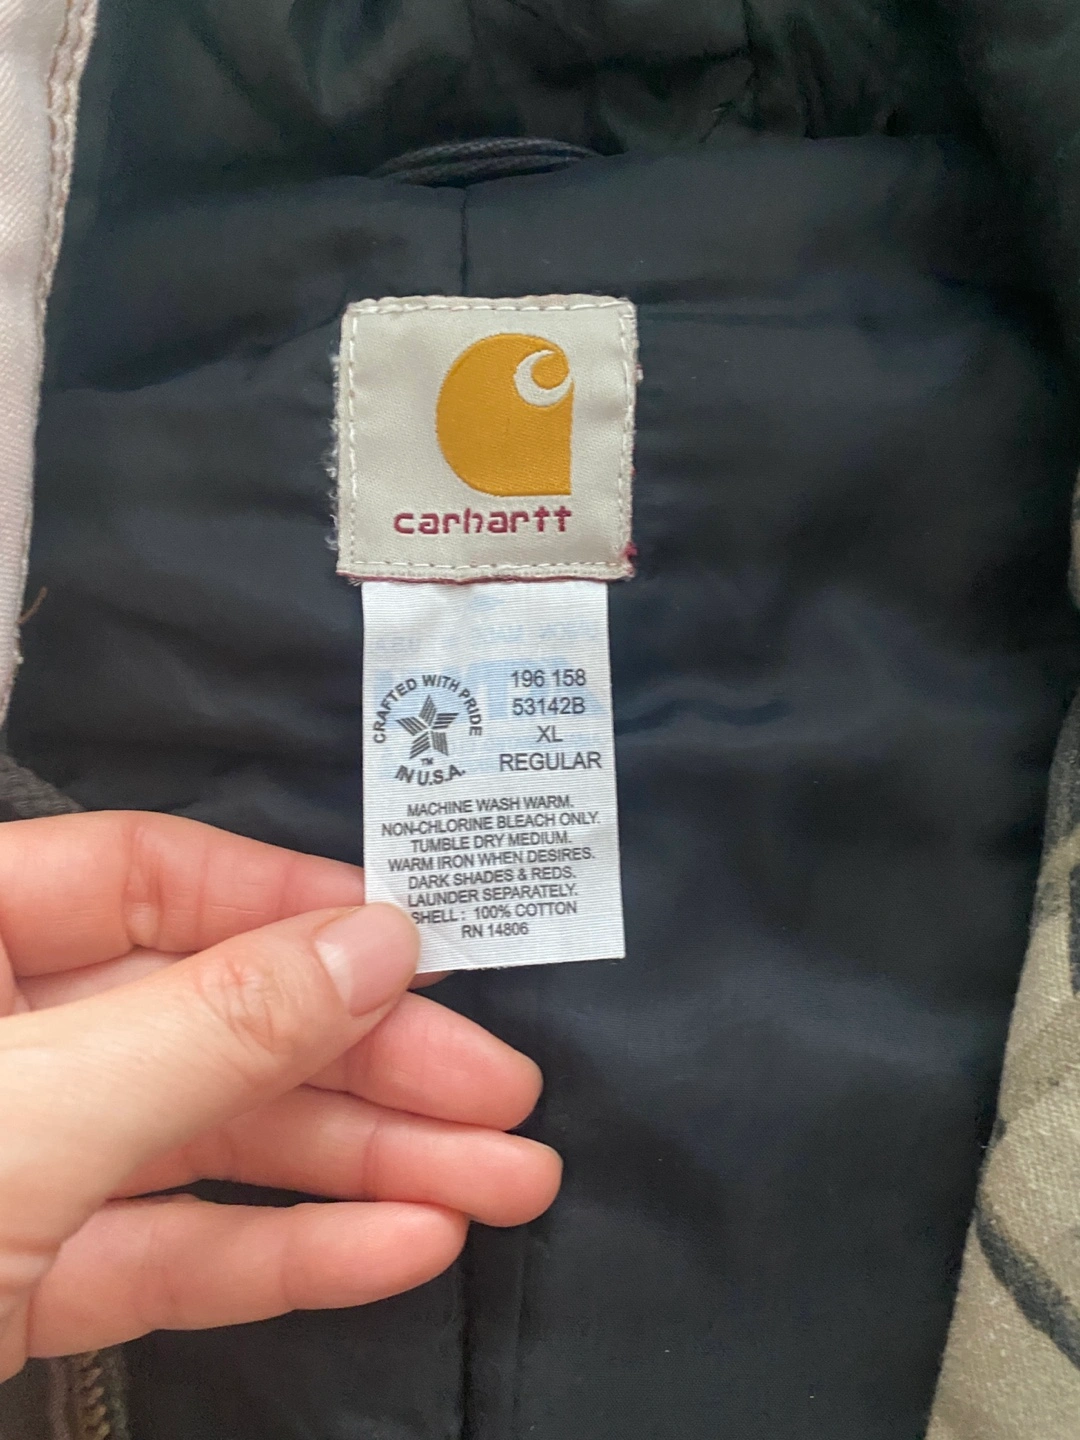 carhartt
CRAFTED WITH PRIDE
TM
IN U.S.A.
196 158
53142B
XL
REGULAR
MACHINE WASH WARM.
NON-CHLORINE BLEACH ONLY.
TUMBLE DRY MEDIUM.
WARM IRON WHEN DESIRES.
DARK SHADES & REDS.
LAUNDER SEPARATELY.
SHELL : 100% COTTON
RN 14806